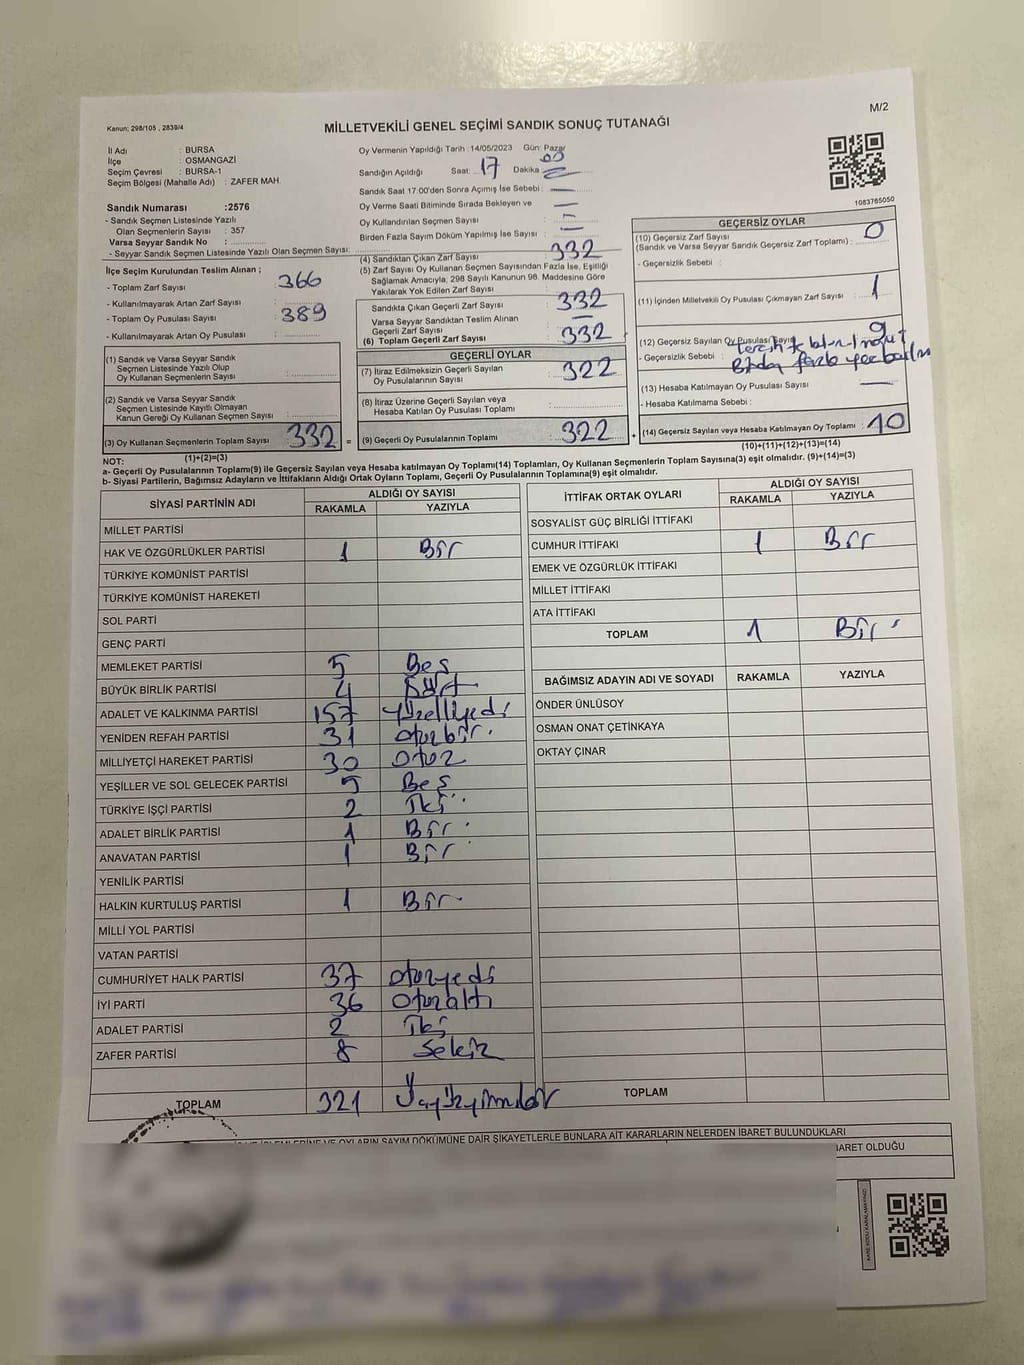 M/2
Kanun; 298/105 , 2839/4
MİLLETVEKİLİ GENEL SEÇİMİ SANDIK SONUÇ TUTANAĞI
İl Adı : BURSA
İlçe : OSMANGAZİ
Seçim Çevresi : BURSA-1
Seçim Bölgesi (Mahalle Adı) : ZAFER MAH.
Sandık Numarası :2576
- Sandık Seçmen Listesinde Yazılı
Olan Seçmenlerin Sayısı : 357
Varsa Seyyar Sandık No :
- Seyyar Sandık Seçmen Listesinde Yazılı Olan Seçmen Sayısı:
Oy Vermenin Yapıldığı Tarih :14/05/2023 Gün: Pazar
Sandığın Açıldığı Saat: 17 Dakika 00
Sandık Saat 17:00'den Sonra Açımış İse Sebebi : —
Oy Verme Saati Bitiminde Sırada Bekleyen ve : —
Oy Kullandırılan Seçmen Sayısı
Birden Fazla Sayım Döküm Yapılmış İse Sayısı : —
1083765050
İlçe Seçim Kurulundan Teslim Alınan ;
- Toplam Zarf Sayısı : 366
- Kullanılmayarak Artan Zarf Sayısı :
- Toplam Oy Pusulası Sayısı : 389
- Kullanılmayarak Artan Oy Pusulası :
(1) Sandık ve Varsa Seyyar Sandık
Seçmen Listesinde Yazılı Olup
Oy Kullanan Seçmenlerin Sayısı :
(2) Sandık ve Varsa Seyyar Sandık
Seçmen Listesinde Kayıtlı Olmayan
Kanun Gereği Oy Kullanan Seçmen Sayısı :
(3) Oy Kullanan Seçmenlerin Toplam Sayısı : 332 =
(1)+(2)=(3)
(4) Sandıktan Çıkan Zarf Sayısı : 332
(5) Zarf Sayısı Oy Kullanan Seçmen Sayısından Fazla İse, Eşitliği
Sağlamak Amacıyla, 298 Sayılı Kanunun 98. Maddesine Göre
Yakılarak Yok Edilen Zarf Sayısı :
Sandıkta Çıkan Geçerli Zarf Sayısı : 332
Varsa Seyyar Sandıktan Teslim Alınan
Geçerli Zarf Sayısı : —
(6) Toplam Geçerli Zarf Sayısı : 332
GEÇERLİ OYLAR
(7) İtiraz Edilmeksizin Geçerli Sayılan
Oy Pusulalarının Sayısı : 322
(8) İtiraz Üzerine Geçerli Sayılan veya
Hesaba Katılan Oy Pusulası Toplamı :
(9) Geçerli Oy Pusulalarının Toplamı : 322 +
GEÇERSİZ OYLAR
(10) Geçersiz Zarf Sayısı
(Sandık ve Varsa Seyyar Sandık Geçersiz Zarf Toplamı) : 0
- Geçersizlik Sebebi :
(11) İçinden Milletvekili Oy Pusulası Çıkmayan Zarf Sayısı : 1
(12) Geçersiz Sayılan Oy Pusulası Sayısı : 9
- Geçersizlik Sebebi :
Birden fazla
(13) Hesaba Katılmayan Oy Pusulası Sayısı : —
- Hesaba Katılmama Sebebi :
(14) Geçersiz Sayılan veya Hesaba Katılmayan Oy Toplamı : 10
(10)+(11)+(12)+(13)=(14)
NOT:
a- Geçerli Oy Pusulalarının Toplamı(9) ile Geçersiz Sayılan veya Hesaba katılmayan Oy Toplamı(14) Toplamları, Oy Kullanan Seçmenlerin Toplam Sayısına(3) eşit olmalıdır. (9)+(14)=(3)
b- Siyasi Partilerin, Bağımsız Adayların ve İttifakların Aldığı Ortak Oyların Toplamı, Geçerli Oy Pusulalarının Toplamına(9) eşit olmalıdır.
SİYASİ PARTİNİN ADI ALDIĞI OY SAYISI
RAKAMLA YAZIYLA
MİLLET PARTİSİ
HAK VE ÖZGÜRLÜKLER PARTİSİ 1 Bir
TÜRKİYE KOMÜNİST PARTİSİ
TÜRKİYE KOMÜNİST HAREKETİ
SOL PARTİ
GENÇ PARTİ
MEMLEKET PARTİSİ 5 Beş
BÜYÜK BİRLİK PARTİSİ 4 Dört
ADALET VE KALKINMA PARTİSİ 157 Yüzelliyedi
YENİDEN REFAH PARTİSİ 31 otuzbir.
MİLLİYETÇİ HAREKET PARTİSİ 30 otuz
YEŞİLLER VE SOL GELECEK PARTİSİ 5 Beş
TÜRKİYE İŞÇİ PARTİSİ 2 İki
ADALET BİRLİK PARTİSİ 1 Bir
ANAVATAN PARTİSİ 1 Bir
YENİLİK PARTİSİ
HALKIN KURTULUŞ PARTİSİ 1 Bir
MİLLİ YOL PARTİSİ
VATAN PARTİSİ
CUMHURİYET HALK PARTİSİ 37 otuzyedi
İYİ PARTİ 36 otuzaltı
ADALET PARTİSİ 2 İki
ZAFER PARTİSİ 8 Sekiz
TOPLAM 321 Üçyüzyirmibir
İTTİFAK ORTAK OYLARI ALDIĞI OY SAYISI
RAKAMLA YAZIYLA
SOSYALİST GÜÇ BİRLİĞİ İTTİFAKI
CUMHUR İTTİFAKI 1 Bir
EMEK VE ÖZGÜRLÜK İTTİFAKI
MİLLET İTTİFAKI
ATA İTTİFAKI
TOPLAM 1 Bir
BAĞIMSIZ ADAYIN ADI VE SOYADI RAKAMLA YAZIYLA
ÖNDER ÜNLÜSOY
OSMAN ONAT ÇETİNKAYA
OKTAY ÇINAR
TOPLAM
OYLARIN SAYIM DÖKÜMÜNE DAİR ŞİKAYETLERLE BUNLARA AİT KARARLARIN NELERDEN İBARET BULUNDUKLARI
OLDUĞU